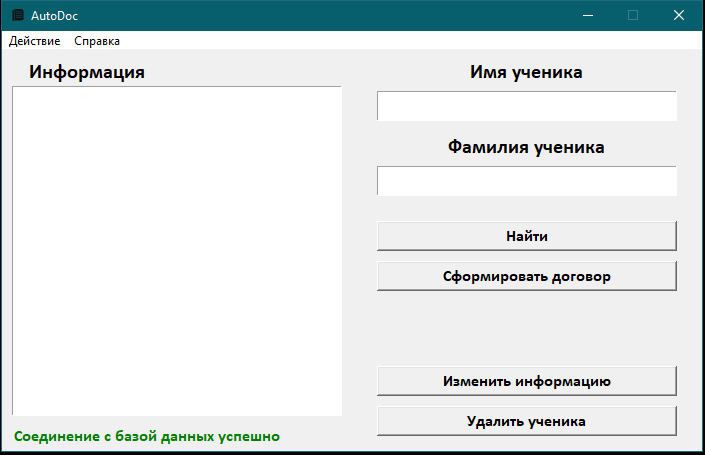 AutoDoc
Действие Справка
Информация
Имя ученика
Фамилия ученика
Найти
Сформировать договор
Изменить информацию
Удалить ученика
Соединение с базой данных успешно